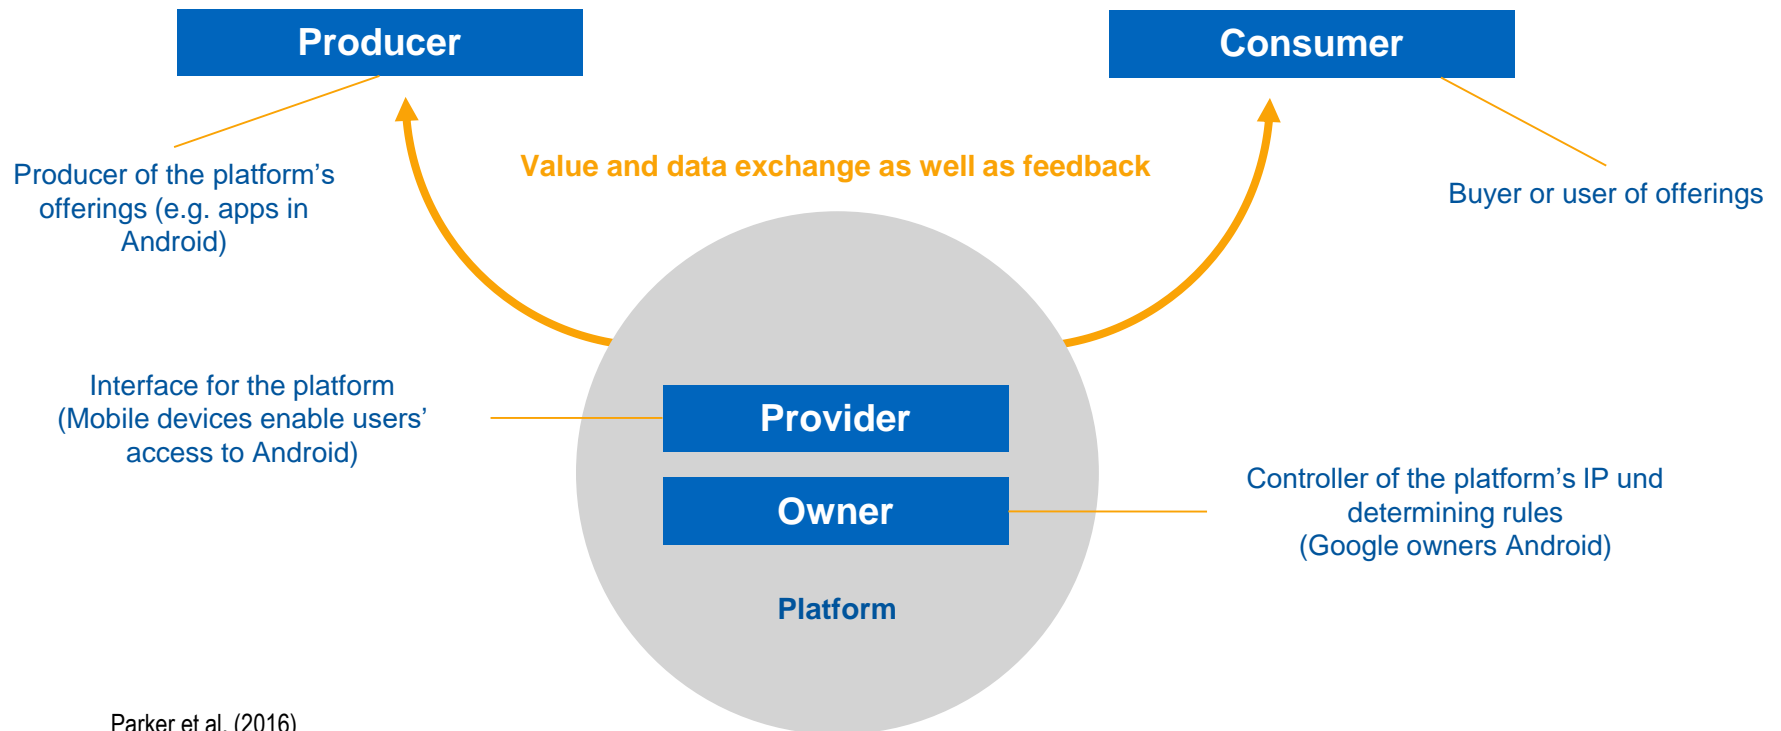 Producer
Consumer
Value and data exchange as well as feedback
Producer of the platform's
offerings (e.g. apps in
Android)
Buyer or user of offerings
Interface for the platform
(Mobile devices enable users'
access to Android)
Provider
Owner
Controller of the platform's IP und
determining rules
(Google owners Android)
Platform
Parker et al. (2016)